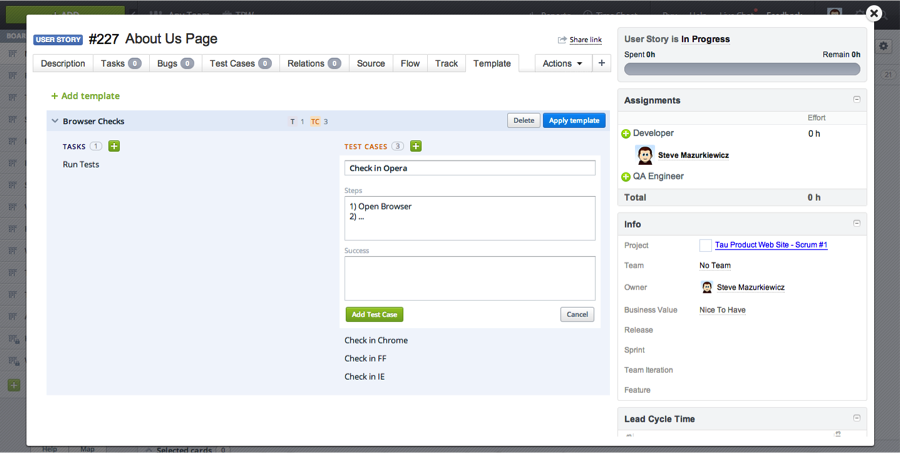 + ADD
BOARD
USER STORY #227 About Us Page
Share link
Description Tasks 0 Bugs 0 Test Cases 0 Relations 0 Source Flow Track Template Actions +
+ Add template
Browser Checks T 1 TC 3 Delete Apply template
TASKS 1 +
Run Tests
TEST CASES 3 +
Check in Opera
Steps
1) Open Browser
2) ...
Success
Add Test Case Cancel
Check in Chrome
Check in FF
Check in IE
User Story is In Progress
Spent 0h Remain 0h
Assignments
Effort
Developer 0 h
Steve Mazurkiewicz
QA Engineer
Total 0 h
Info
Project Tau Product Web Site - Scrum #1
Team No Team
Owner Steve Mazurkiewicz
Business Value Nice To Have
Release
Sprint
Team Iteration
Feature
Lead Cycle Time
21
Help Map Selected cards 0